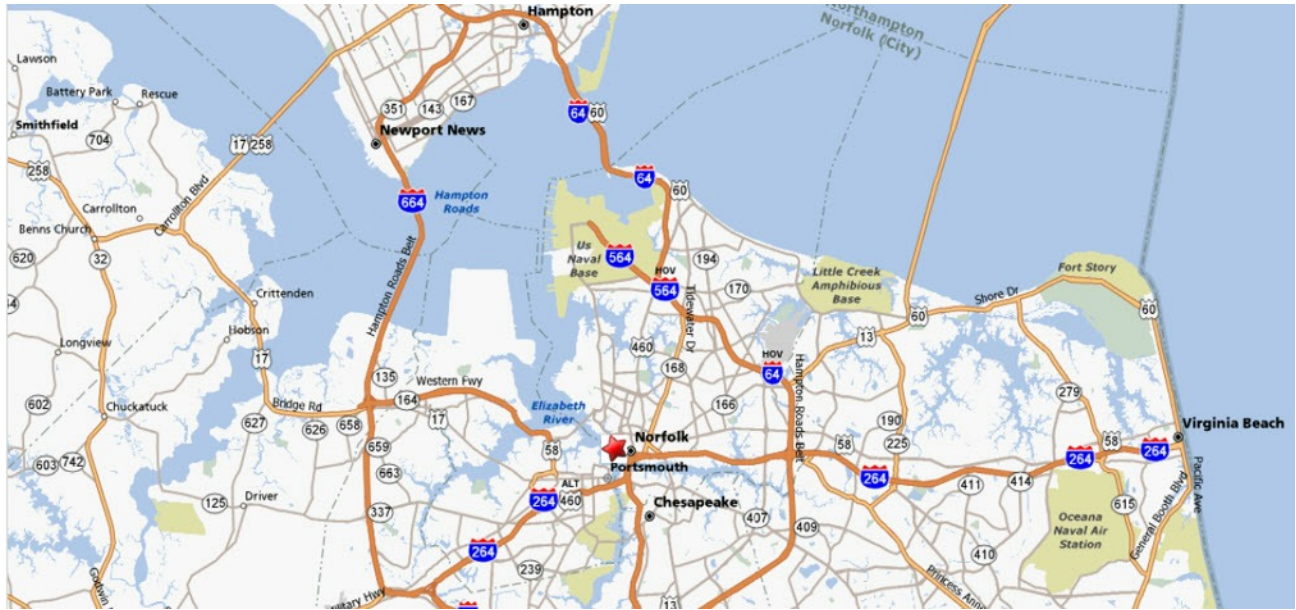 Hampton
Northampton
Norfolk (City)
Lawson
Battery Park
Rescue
Smithfield
704
351
143
167
64
60
Newport News
17
258
258
64
60
664
Hampton
Roads
Carrollton
Carrollton Blvd
Benns Church
620
32
Us
Naval
Base
564
HOV
564
194
170
Tidewater Dr
Little Creek
Amphibious
Base
Fort Story
Shore Dr
60
60
13
Crittenden
Hampton Roads Belt
Hobson
17
Longview
460
HOV
64
168
Hampton Roads Belt
135
Western Fwy
164
17
Bridge Rd
602
Chuckatuck
627
626
658
Elizabeth
River
166
190
225
279
58
58
Norfolk
58
Virginia Beach
659
663
603
742
Portsmouth
264
264
264
ALT
460
264
411
414
Pacific Ave
125
Driver
337
Chesapeake
407
409
615
General Booth Blvd
Oceana
Naval Air
Station
264
239
410
Princess Anne
Military Hwy
13